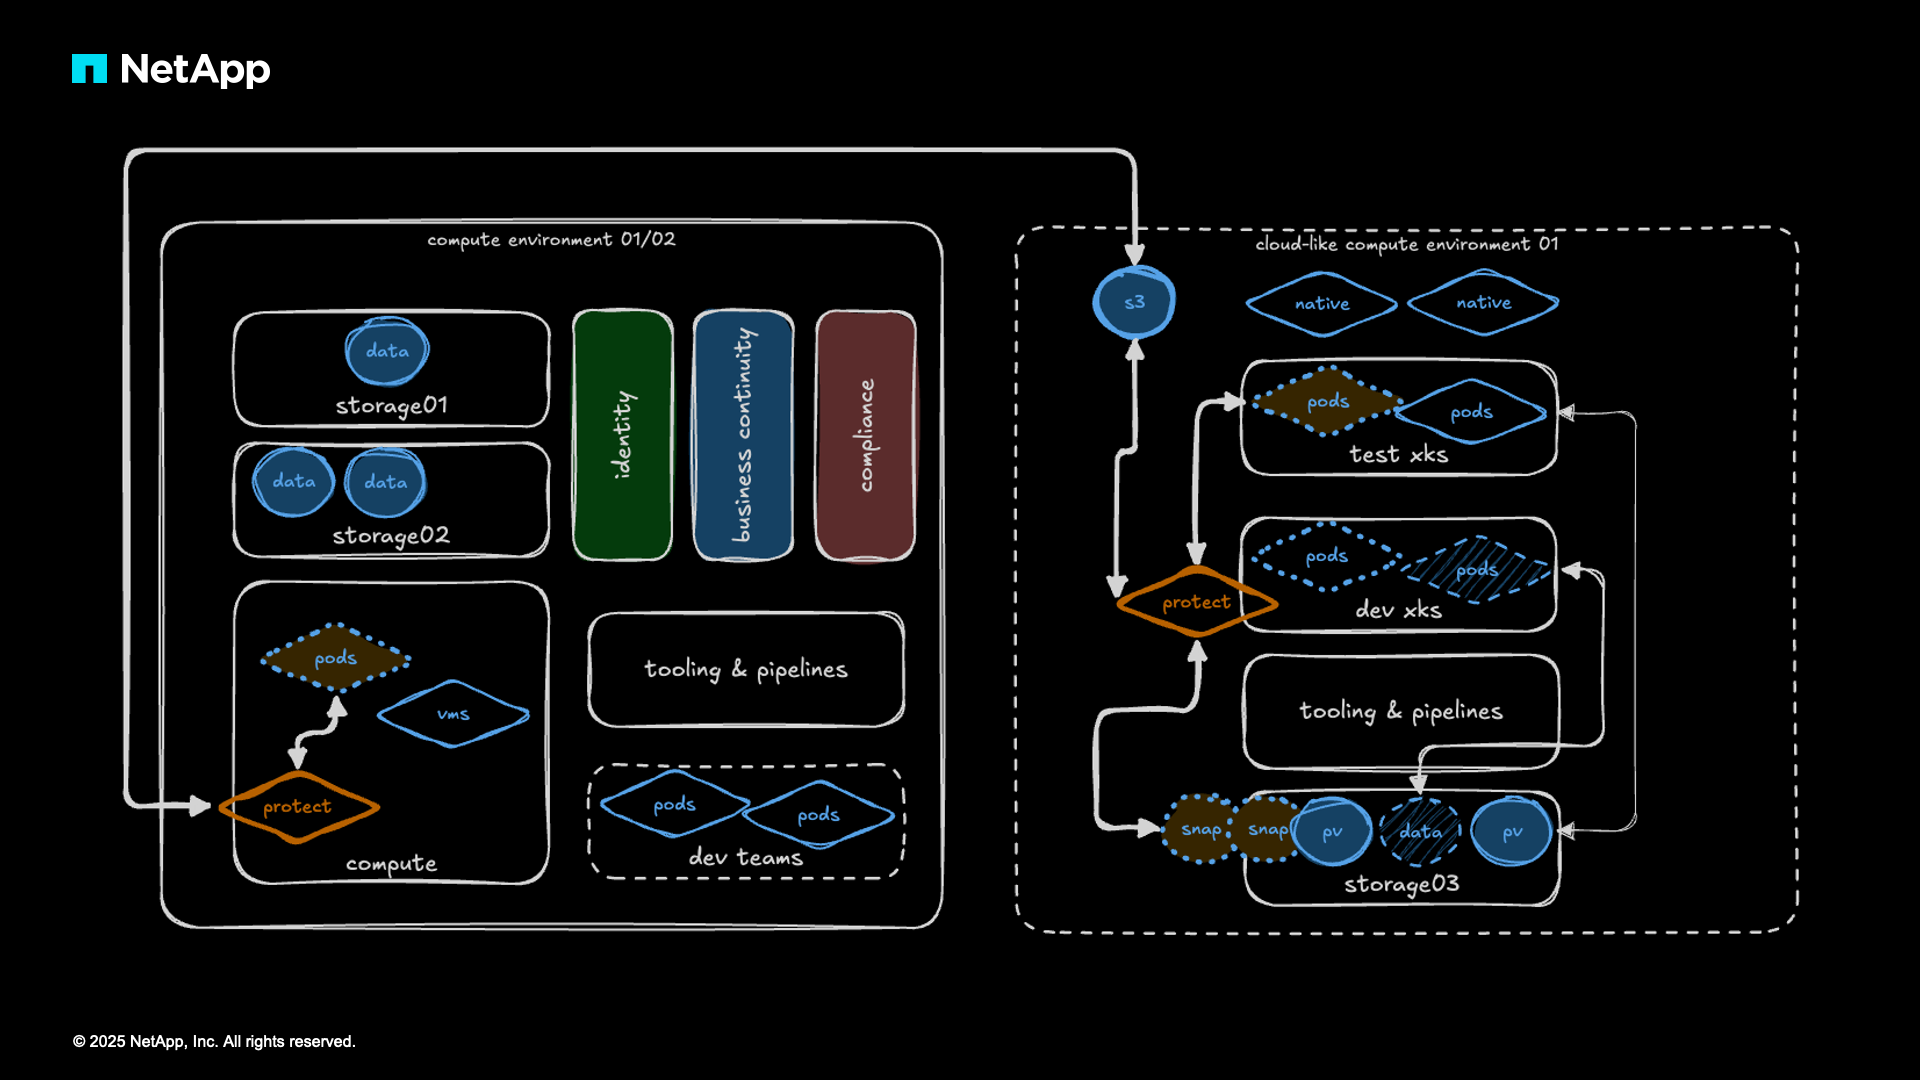 NetApp
compute environment 01/02
data
storage01
data data
storage02
identity
business continuity
compliance
pods
vms
protect
compute
tooling & pipelines
pods pods
dev teams
cloud-like compute environment 01
s3
native native
pods pods
test xks
pods pods
dev xks
protect
tooling & pipelines
snap snap pv data pv
storage03
© 2025 NetApp, Inc. All rights reserved.